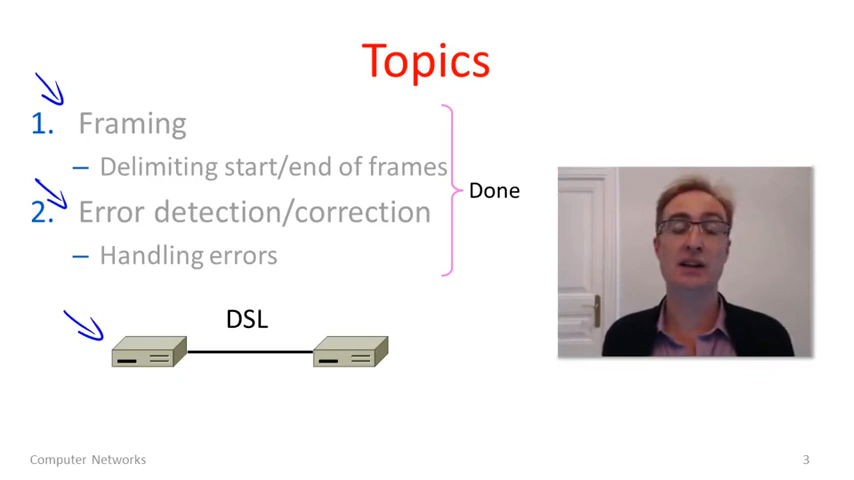 Topics
1. Framing
– Delimiting start/end of frames
2. Error detection/correction
– Handling errors
Done
DSL
Computer Networks
3